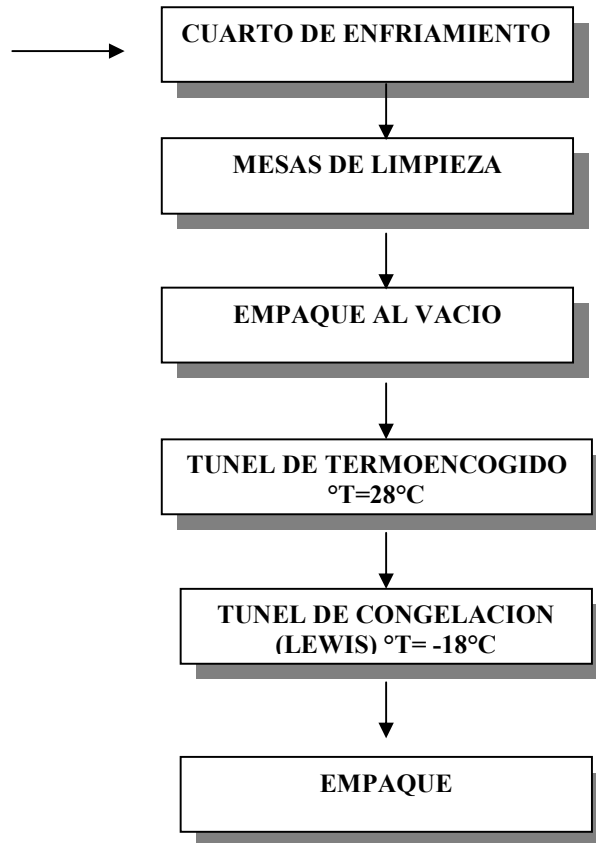 CUARTO DE ENFRIAMIENTO
MESAS DE LIMPIEZA
EMPAQUE AL VACIO
TUNEL DE TERMOENCOGIDO
°T=28°C
TUNEL DE CONGELACION
(LEWIS) °T= -18°C
EMPAQUE